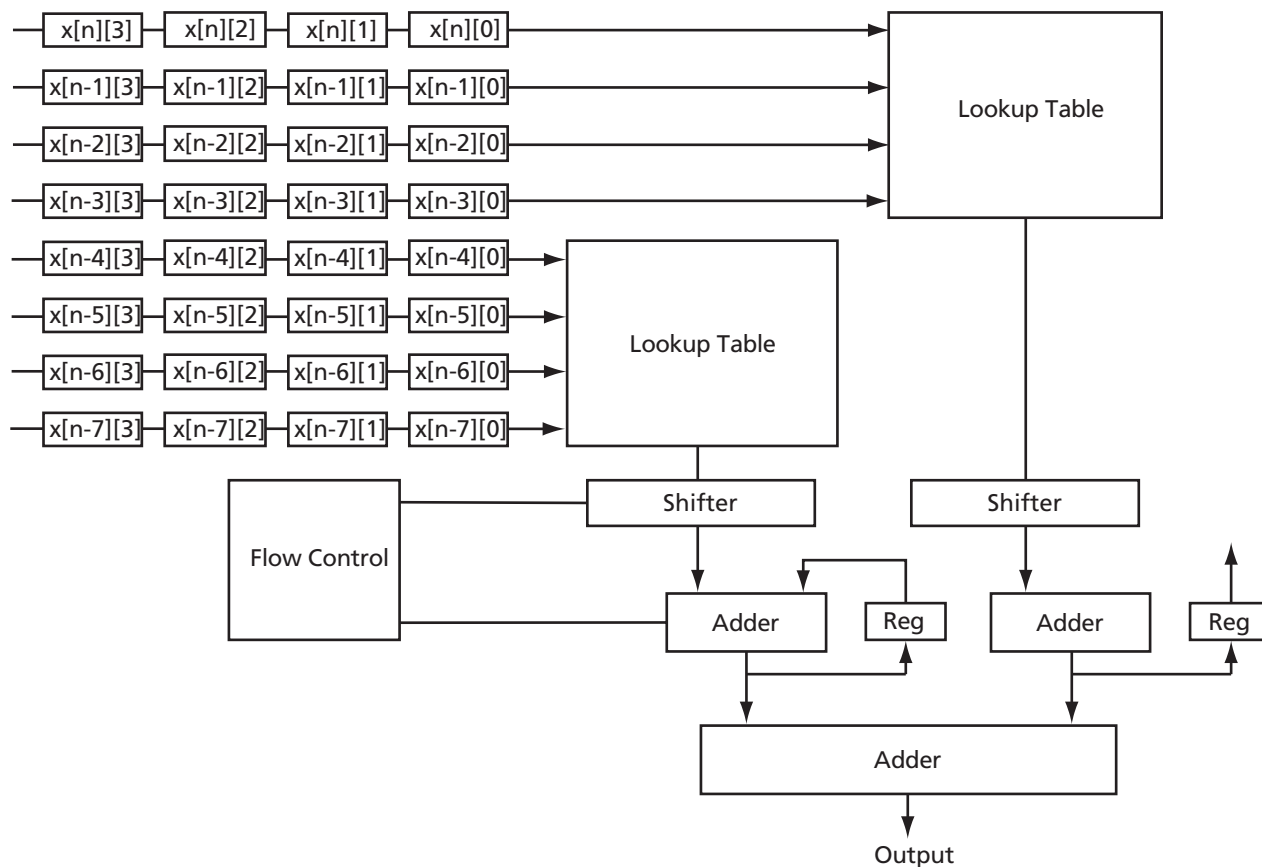 x[n][3] x[n][2] x[n][1] x[n][0]
x[n-1][3] x[n-1][2] x[n-1][1] x[n-1][0]
Lookup Table
x[n-2][3] x[n-2][2] x[n-2][1] x[n-2][0]
x[n-3][3] x[n-3][2] x[n-3][1] x[n-3][0]
x[n-4][3] x[n-4][2] x[n-4][1] x[n-4][0]
x[n-5][3] x[n-5][2] x[n-5][1] x[n-5][0]
Lookup Table
x[n-6][3] x[n-6][2] x[n-6][1] x[n-6][0]
x[n-7][3] x[n-7][2] x[n-7][1] x[n-7][0]
Shifter
Shifter
Flow Control
Adder
Reg
Adder
Reg
Adder
Output